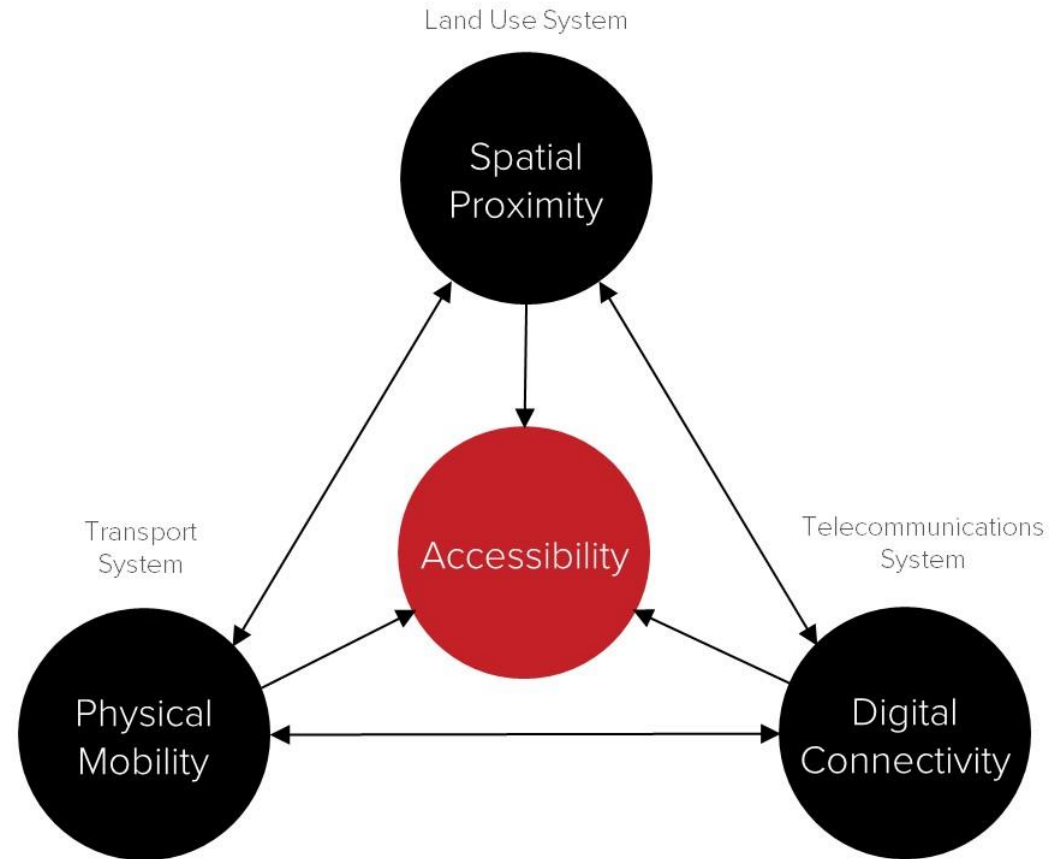 Land Use System
Spatial
Proximity
Transport
System
Telecommunications
System
Accessibility
Physical
Mobility
Digital
Connectivity